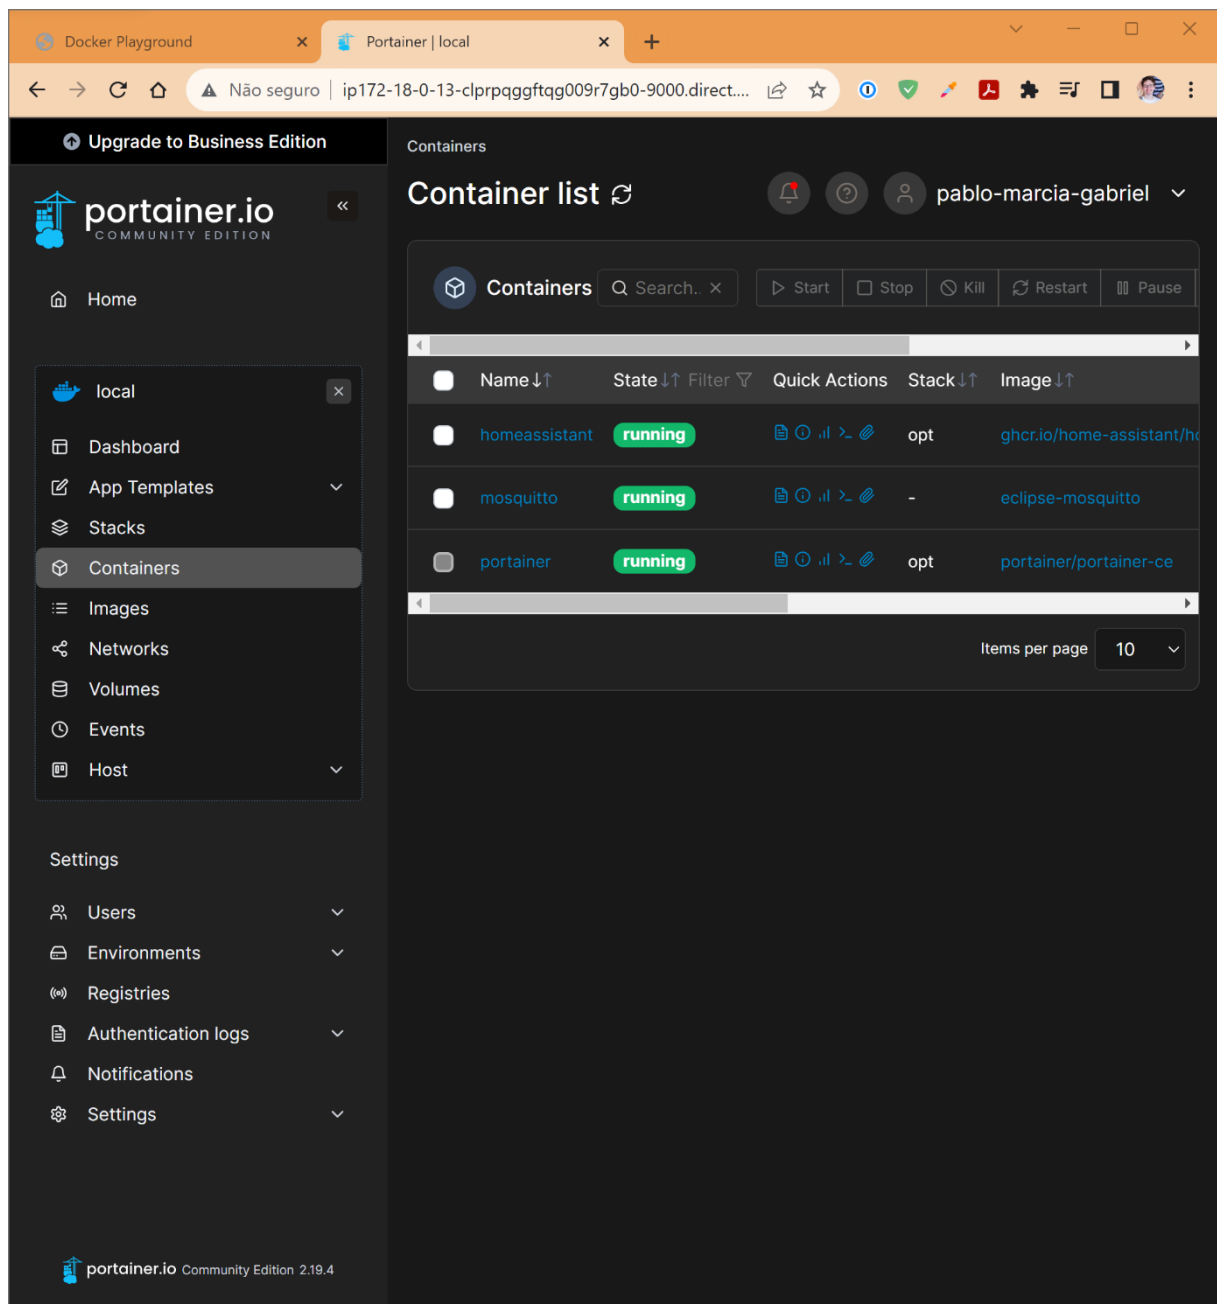 Docker Playground
Portainer | local
Não seguro
ip172-18-0-13-clprpqggftqg009r7gb0-9000.direct....
Upgrade to Business Edition
portainer.io
COMMUNITY EDITION
Home
local
Dashboard
App Templates
Stacks
Containers
Images
Networks
Volumes
Events
Host
Settings
Users
Environments
Registries
Authentication logs
Notifications
Settings
portainer.io Community Edition 2.19.4
Containers
Container list
pablo-marcia-gabriel
Containers Search.. Start Stop Kill Restart Pause
Name State Filter Quick Actions Stack Image
homeassistant running opt ghcr.io/home-assistant/
mosquitto running - eclipse-mosquitto
portainer running opt portainer/portainer-ce
Items per page 10